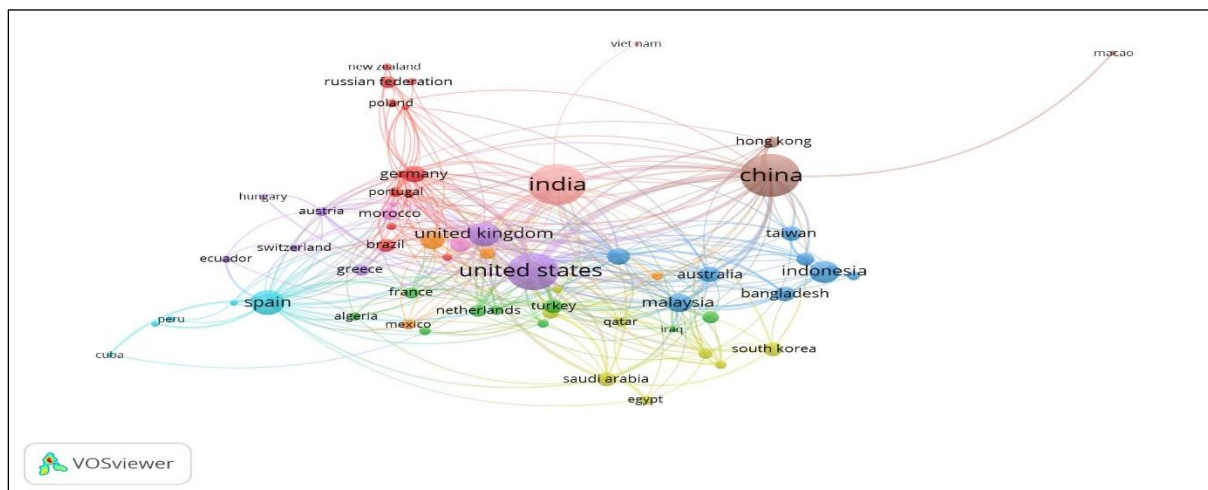 viet nam
macao
new zealand
russian federation
poland
hong kong
germany
india
china
portugal
hungary
austria
morocco
united kingdom
taiwan
switzerland
brazil
ecuador
greece
united states
australia
indonesia
spain
france
malaysia
bangladesh
netherlands
turkey
peru
algeria
mexico
qatar
iraq
cuba
south korea
saudi arabia
egypt
VOSviewer